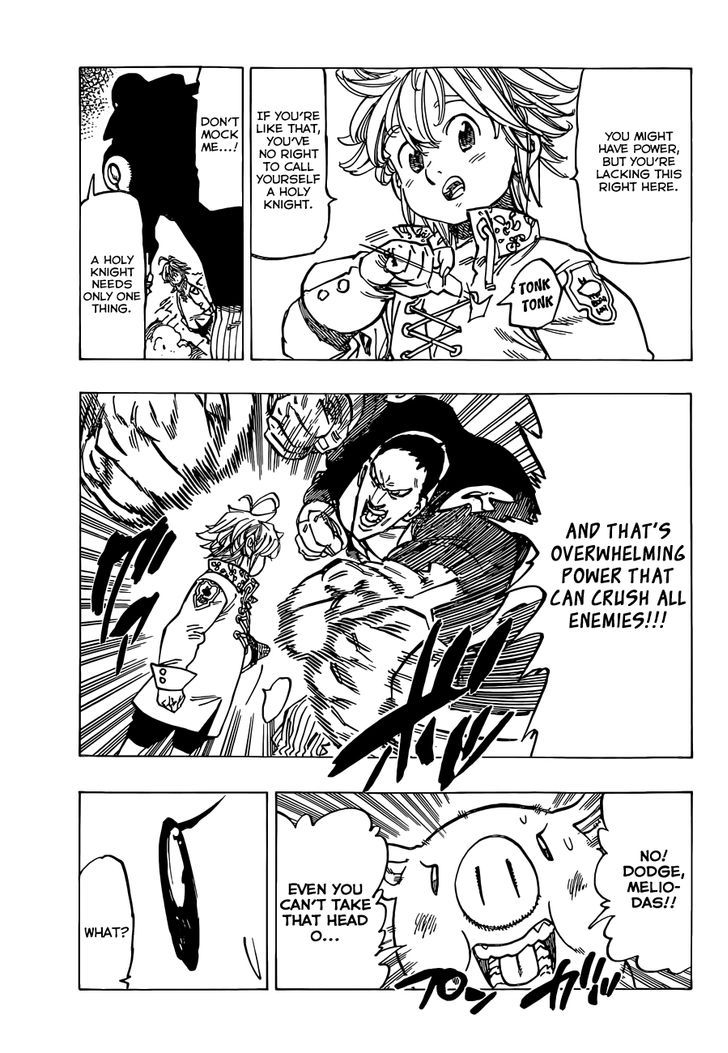 YOU MIGHT
HAVE POWER,
BUT YOU'RE
LACKING THIS
RIGHT HERE.
TONK
TONK
IF YOU'RE
LIKE THAT,
YOU'VE
NO RIGHT
TO CALL
YOURSELF
A HOLY
KNIGHT.
DON'T
MOCK
ME...!
A HOLY
KNIGHT
NEEDS
ONLY ONE
THING.
AND THAT'S
OVERWHELMING
POWER THAT
CAN CRUSH ALL
ENEMIES!!!
NO!
DODGE,
MELIO-
DAS!!
EVEN YOU
CAN'T TAKE
THAT HEAD
O...
WHAT?